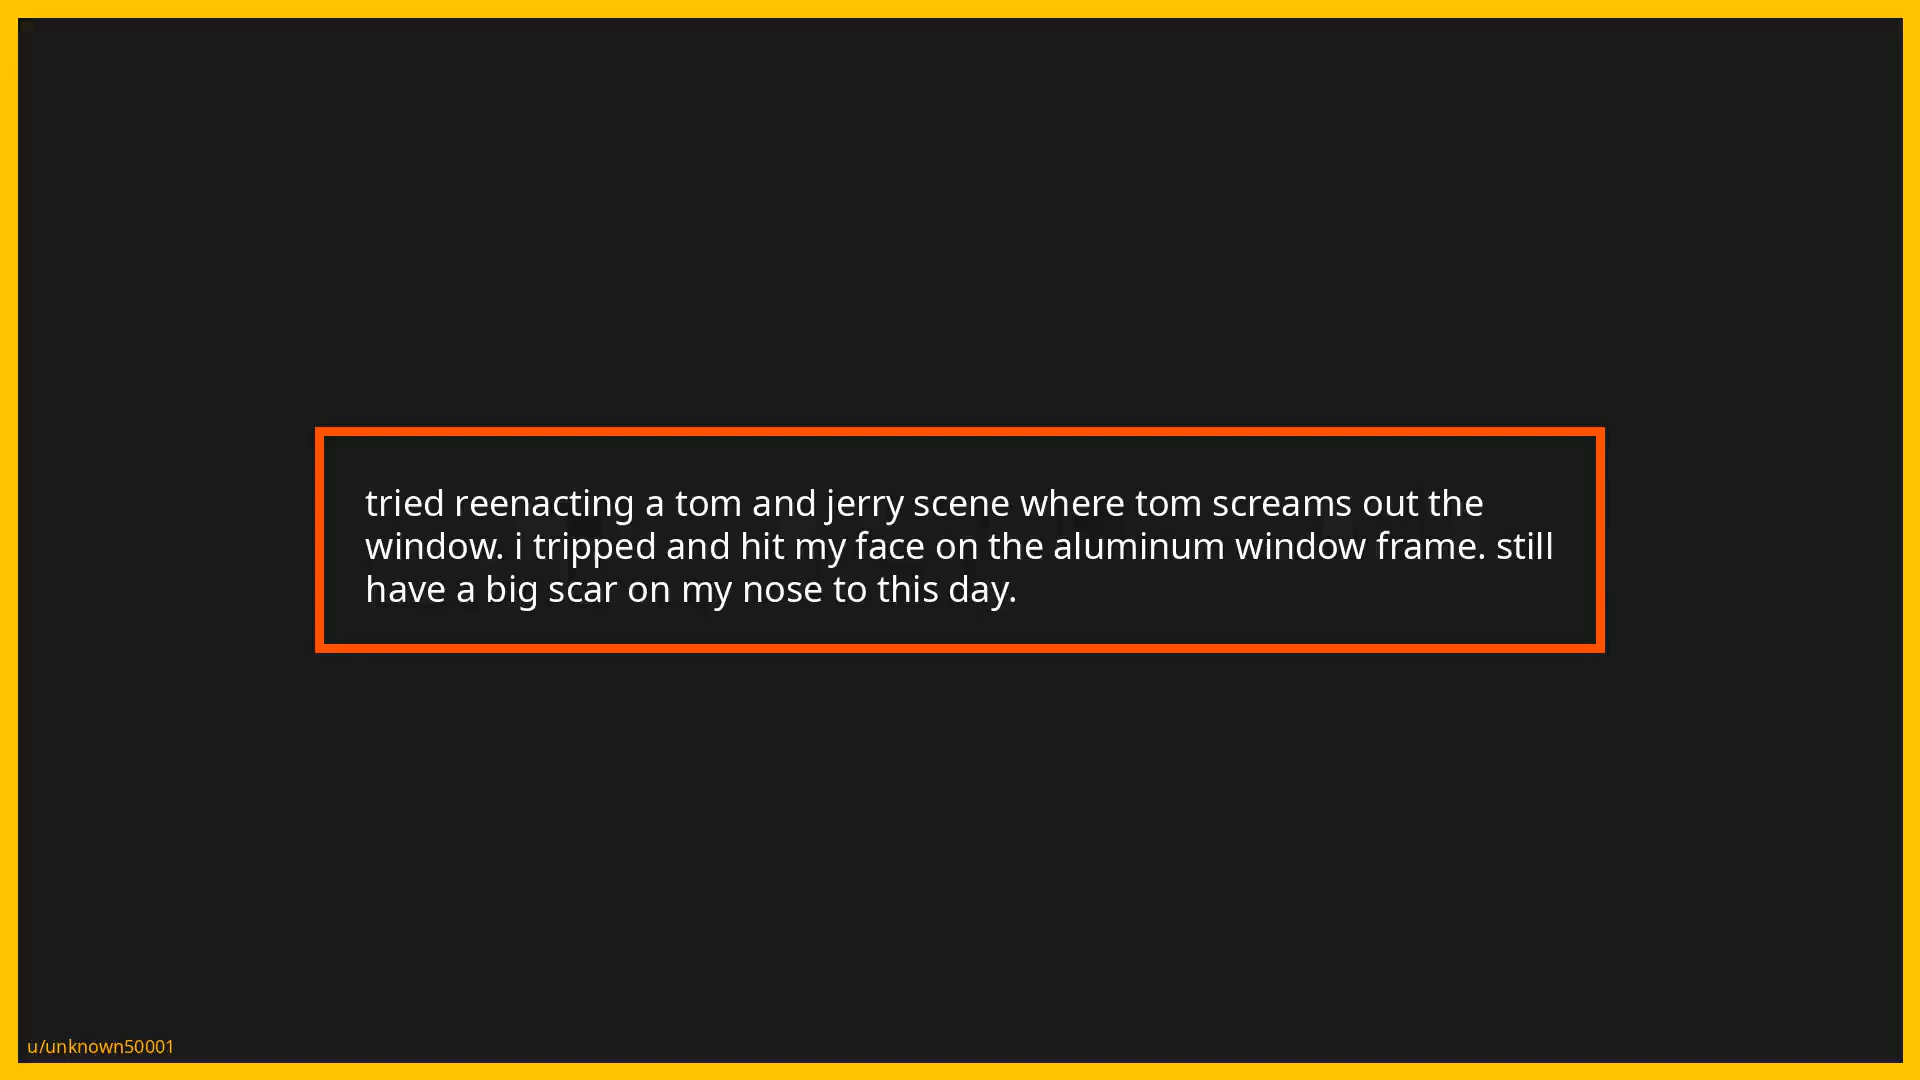 tried reenacting a tom and jerry scene where tom screams out the
window. i tripped and hit my face on the aluminum window frame. still
have a big scar on my nose to this day.
u/unknown50001